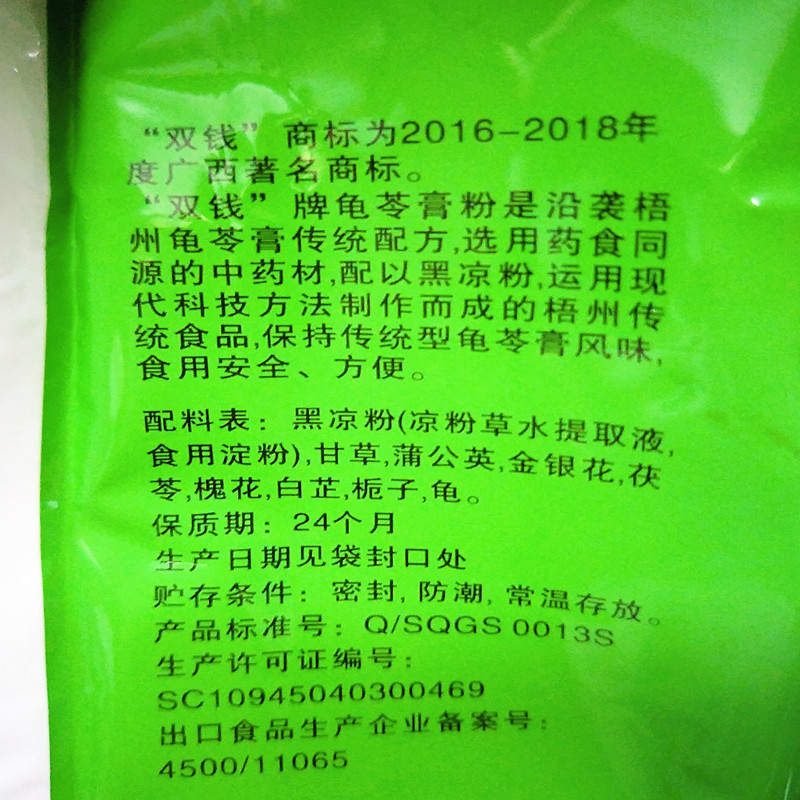 “双钱”商标为2016-2018年
度广西著名商标。
“双钱”牌龟苓膏粉是沿袭梧
州龟苓膏传统配方,选用药食同
源的中药材,配以黑凉粉,运用现
代科技方法制作而成的梧州传
统食品,保持传统型龟苓膏风味,
食用安全、方便。
配料表：黑凉粉(凉粉草水提取液,
食用淀粉),甘草,蒲公英,金银花,茯
苓,槐花,白芷,栀子,龟。
保质期：24个月
生产日期见袋封口处
贮存条件：密封,防潮,常温存放。
产品标准号：Q/SQGS 0013S
生产许可证编号：
SC10945040300469
出口食品生产企业备案号：
4500/11065